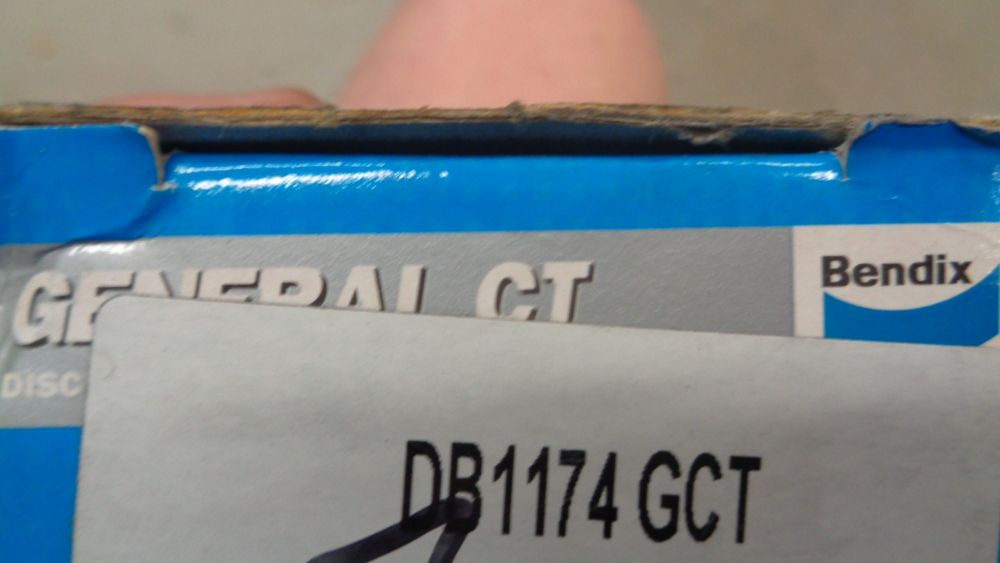 GENERAL CT
Bendix
DISC
DB1174 GCT